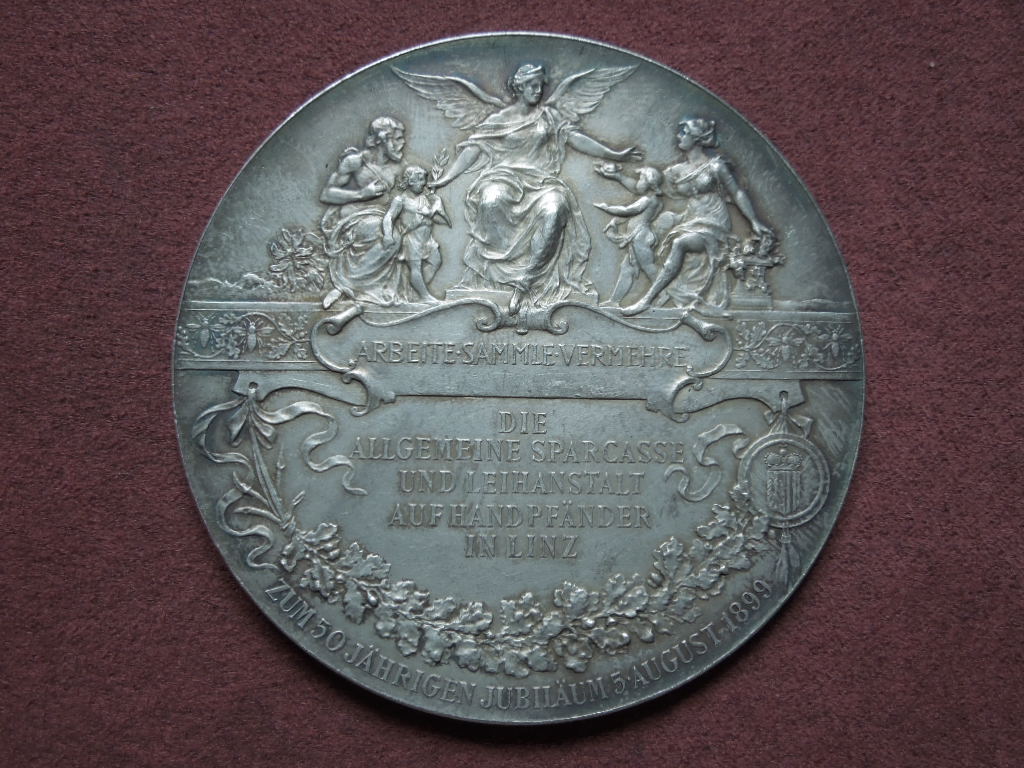 ARBEITE·SAMMLE·VERMEHRE
DIE
ALLGEMEINE SPARCASSE
UND LEIHANSTALT
AUF HANDPFÄNDER
IN LINZ
ZUM 50·JÄHRIGEN JUBILÄUM 5·AUGUST·1899